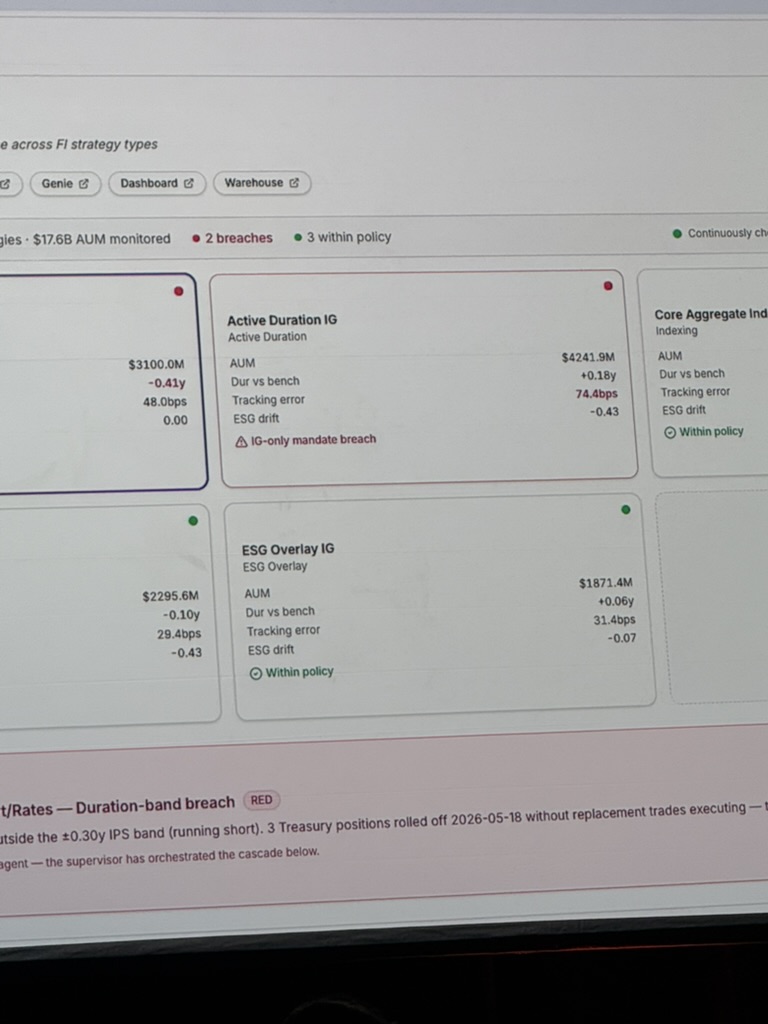 e across FI strategy types
Genie
Dashboard
Warehouse
gies · $17.6B AUM monitored
2 breaches
3 within policy
Continuously ch
$3100.0M
-0.41y
48.0bps
0.00
Active Duration IG
Active Duration
AUM $4241.9M
Dur vs bench +0.18y
Tracking error 74.4bps
ESG drift -0.43
IG-only mandate breach
Core Aggregate Ind
Indexing
AUM
Dur vs bench
Tracking error
ESG drift
Within policy
$2295.6M
-0.10y
29.4bps
-0.43
ESG Overlay IG
ESG Overlay
AUM $1871.4M
Dur vs bench +0.06y
Tracking error 31.4bps
ESG drift -0.07
Within policy
t/Rates — Duration-band breach RED
utside the ±0.30y IPS band (running short). 3 Treasury positions rolled off 2026-05-18 without replacement trades executing — t
agent — the supervisor has orchestrated the cascade below.